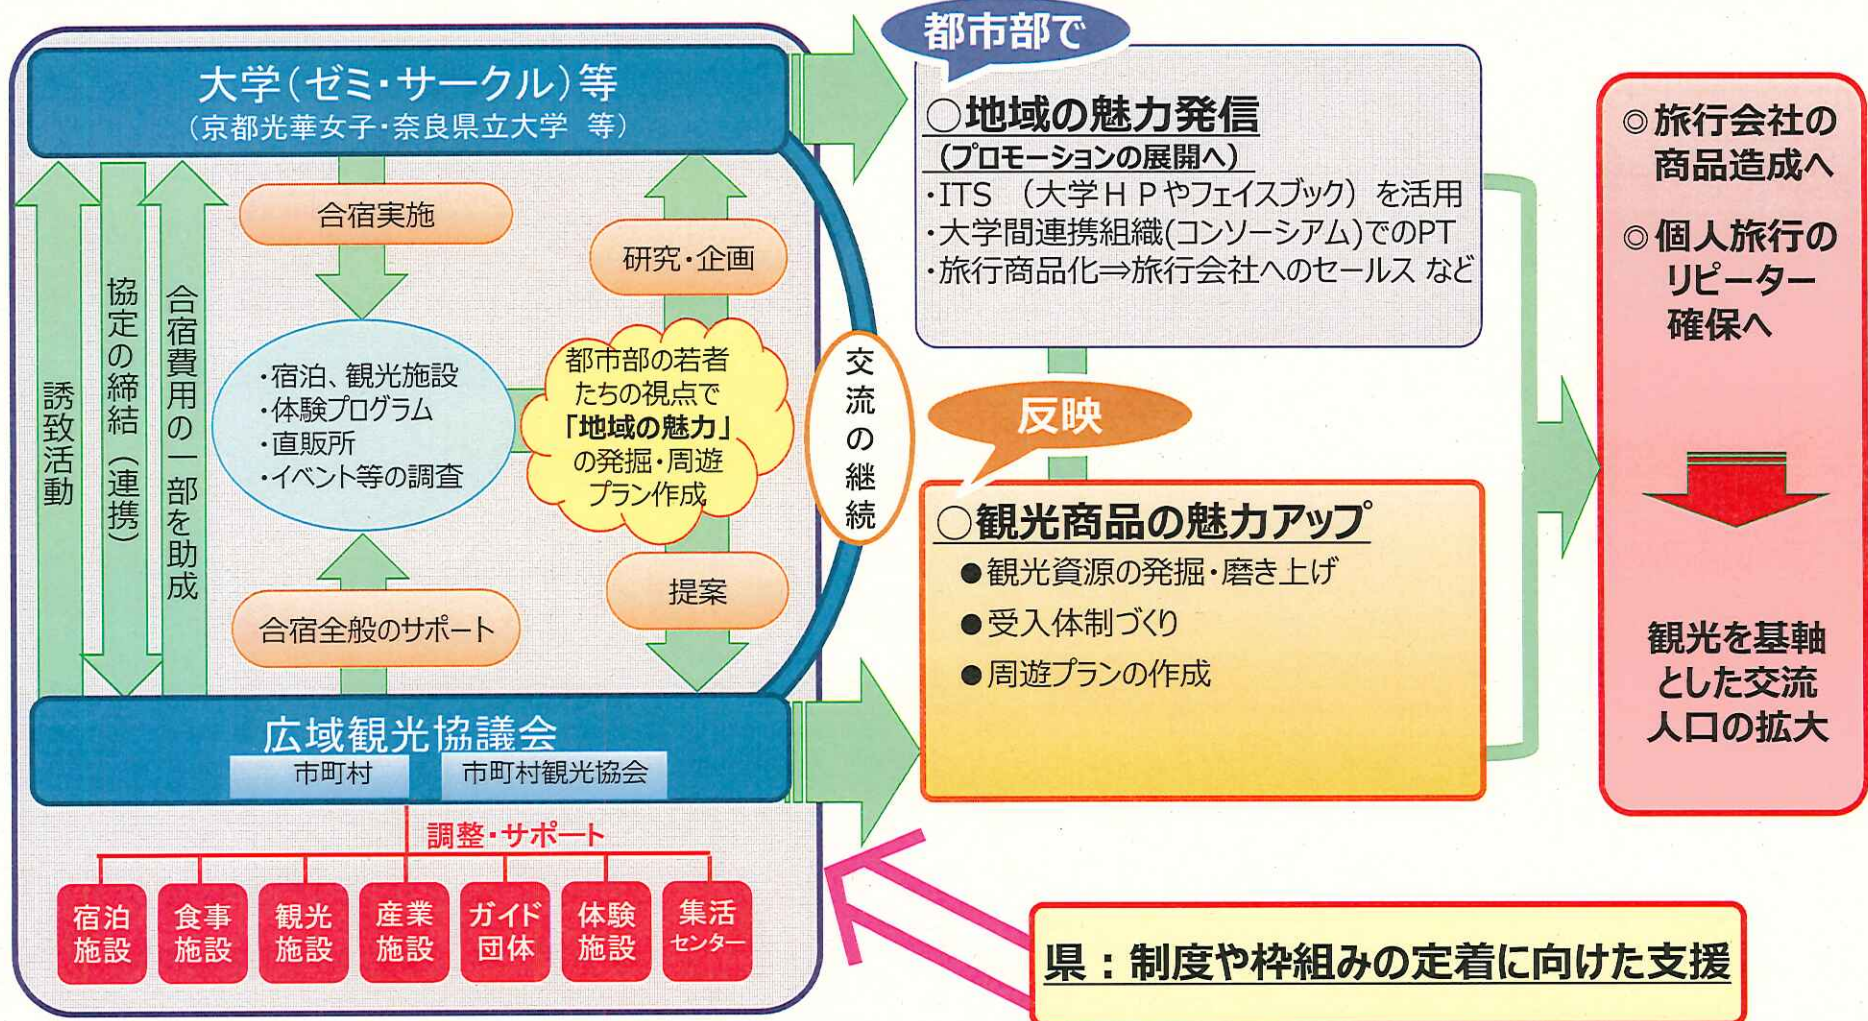 大学(ゼミ・サークル)等
(京都光華女子・奈良県立大学 等)
誘致活動
協定の締結(連携)
合宿費用の一部を助成
合宿実施
・宿泊、観光施設
・体験プログラム
・直販所
・イベント等の調査
合宿全般のサポート
研究・企画
都市部の若者
たちの視点で
「地域の魅力」
の発掘・周遊
プラン作成
提案
交流の継続
広域観光協議会
市町村
市町村観光協会
調整・サポート
宿泊
施設
食事
施設
観光
施設
産業
施設
ガイド
団体
体験
施設
集活
センター
都市部で
○地域の魅力発信
(プロモーションの展開へ)
・ITS (大学HPやフェイスブック) を活用
・大学間連携組織(コンソーシアム)でのPT
・旅行商品化⇒旅行会社へのセールス など
反映
○観光商品の魅力アップ
●観光資源の発掘・磨き上げ
●受入体制づくり
●周遊プランの作成
◎旅行会社の
商品造成へ
◎個人旅行の
リピーター
確保へ
観光を基軸
とした交流
人口の拡大
県:制度や枠組みの定着に向けた支援